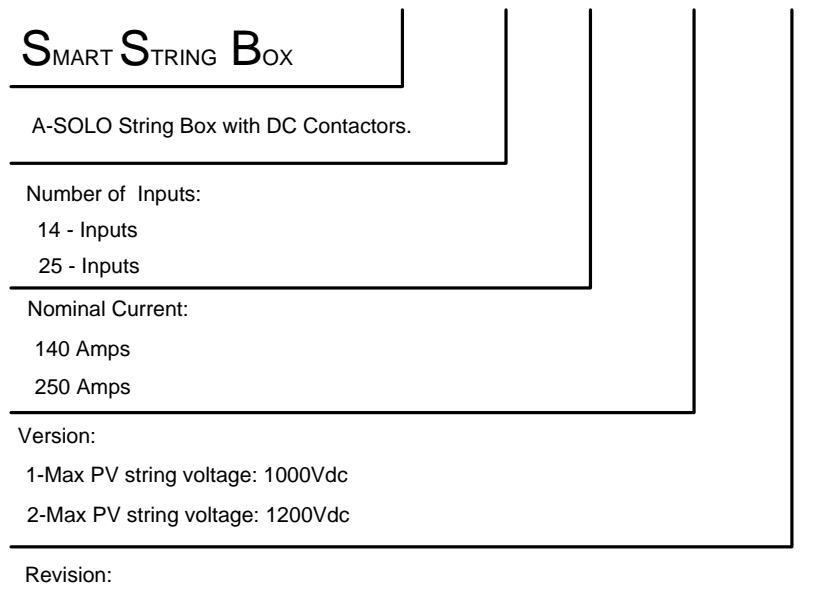 SMART STRING BOX
A-SOLO String Box with DC Contactors.
Number of Inputs:
14 - Inputs
25 - Inputs
Nominal Current:
140 Amps
250 Amps
Version:
1-Max PV string voltage: 1000Vdc
2-Max PV string voltage: 1200Vdc
Revision: